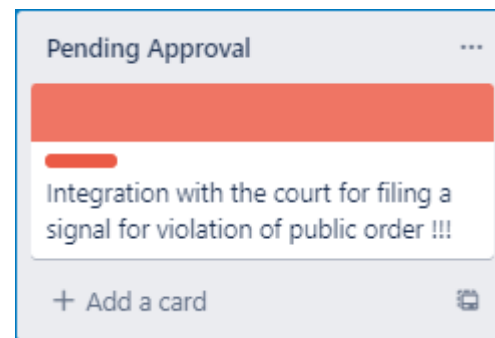 Pending Approval
Integration with the court for filing a
signal for violation of public order !!!
+ Add a card